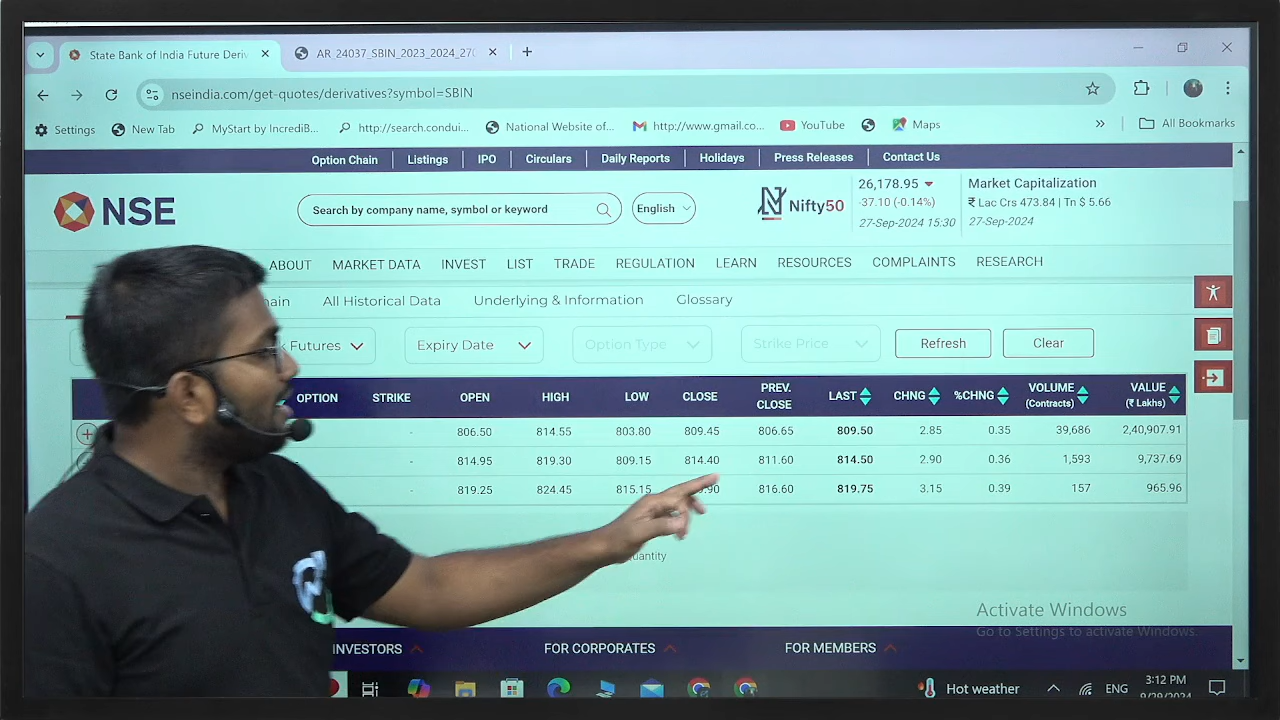 State Bank of India Future Deriv
AR_24037_SBIN_2023_2024_270
nseindia.com/get-quotes/derivatives?symbol=SBIN
Settings New Tab MyStart by IncrediB... http://search.condui... National Website of... http://www.gmail.co... YouTube Maps » All Bookmarks
Option Chain Listings IPO Circulars Daily Reports Holidays Press Releases Contact Us
NSE
Search by company name, symbol or keyword
English
Nifty50
26,178.95
-37.10 (-0.14%)
27-Sep-2024 15:30
Market Capitalization
₹ Lac Crs 473.84 | Tn $ 5.66
27-Sep-2024
ABOUT MARKET DATA INVEST LIST TRADE REGULATION LEARN RESOURCES COMPLAINTS RESEARCH
All Historical Data Underlying & Information Glossary
Futures Expiry Date Option Type Strike Price Refresh Clear
OPTION STRIKE OPEN HIGH LOW CLOSE PREV. CLOSE LAST CHNG %CHNG VOLUME (Contracts) VALUE (₹ Lakhs)
- 806.50 814.55 803.80 809.45 806.65 809.50 2.85 0.35 39,686 2,40,907.91
- 814.95 819.30 809.15 814.40 811.60 814.50 2.90 0.36 1,593 9,737.69
- 819.25 824.45 815.15 816.60 819.75 3.15 0.39 157 965.96
Activate Windows
Go to Settings to activate Windows.
INVESTORS FOR CORPORATES FOR MEMBERS
Hot weather ENG 3:12 PM
9/29/2024